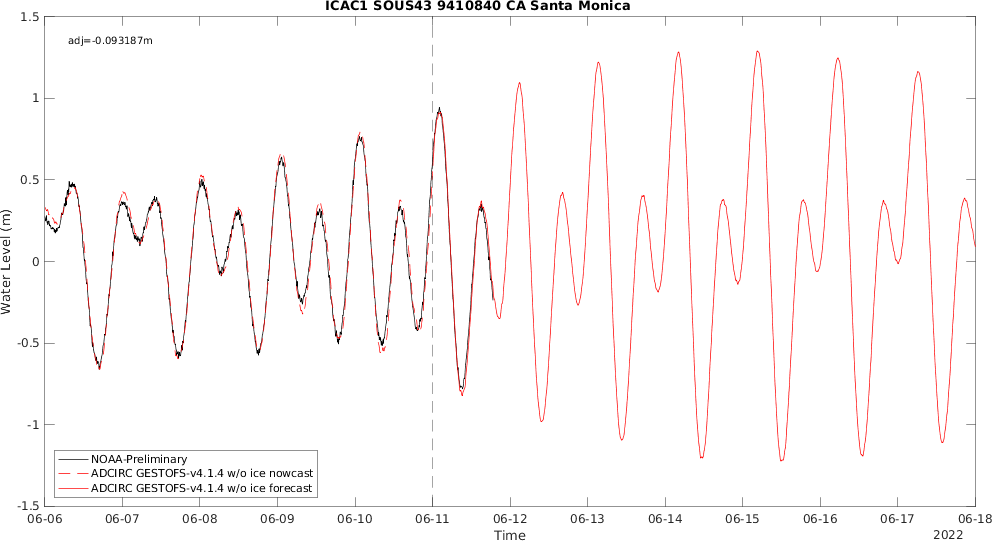 ICAC1 SOUS43 9410840 CA Santa Monica
adj=-0.093187m
1.5
1
0.5
0
-0.5
-1
-1.5
Water Level (m)
NOAA-Preliminary
ADCIRC GESTOFS-v4.1.4 w/o ice nowcast
ADCIRC GESTOFS-v4.1.4 w/o ice forecast
06-06 06-07 06-08 06-09 06-10 06-11 06-12 06-13 06-14 06-15 06-16 06-17 06-18
Time
2022